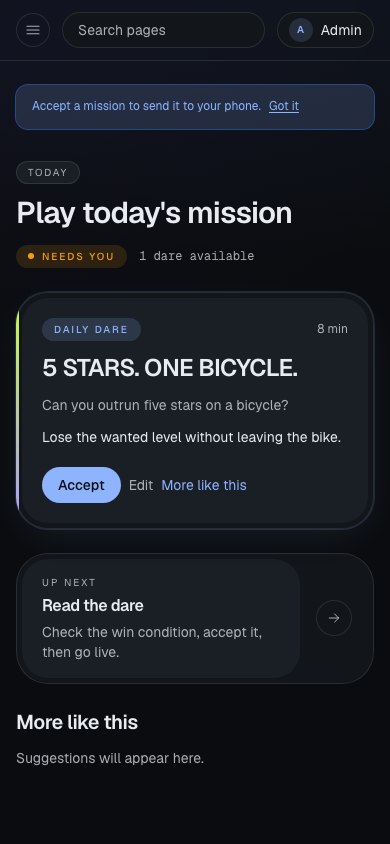 Search pages
A
Admin
Accept a mission to send it to your phone. Got it
TODAY
Play today's mission
NEEDS YOU
1 dare available
DAILY DARE
8 min
5 STARS. ONE BICYCLE.
Can you outrun five stars on a bicycle?
Lose the wanted level without leaving the bike.
Accept Edit More like this
UP NEXT
Read the dare
Check the win condition, accept it,
then go live.
More like this
Suggestions will appear here.